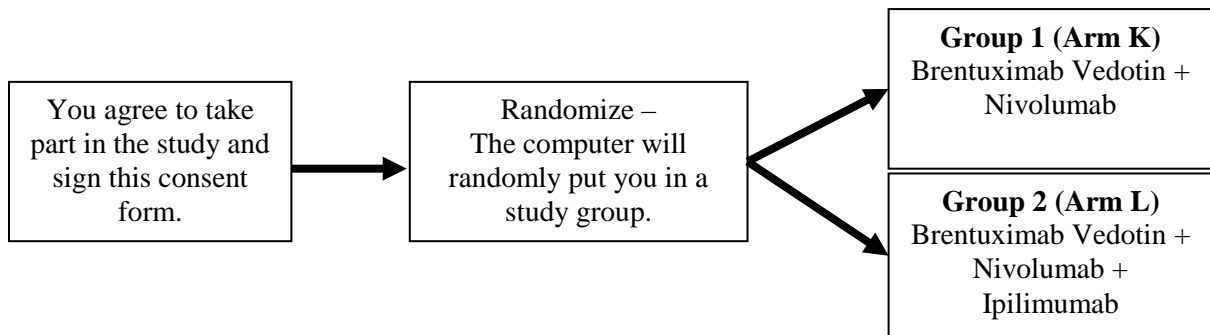 You agree to take
part in the study and
sign this consent
form.
Randomize –
The computer will
randomly put you in a
study group.
Group 1 (Arm K)
Brentuximab Vedotin +
Nivolumab
Group 2 (Arm L)
Brentuximab Vedotin +
Nivolumab +
Ipilimumab